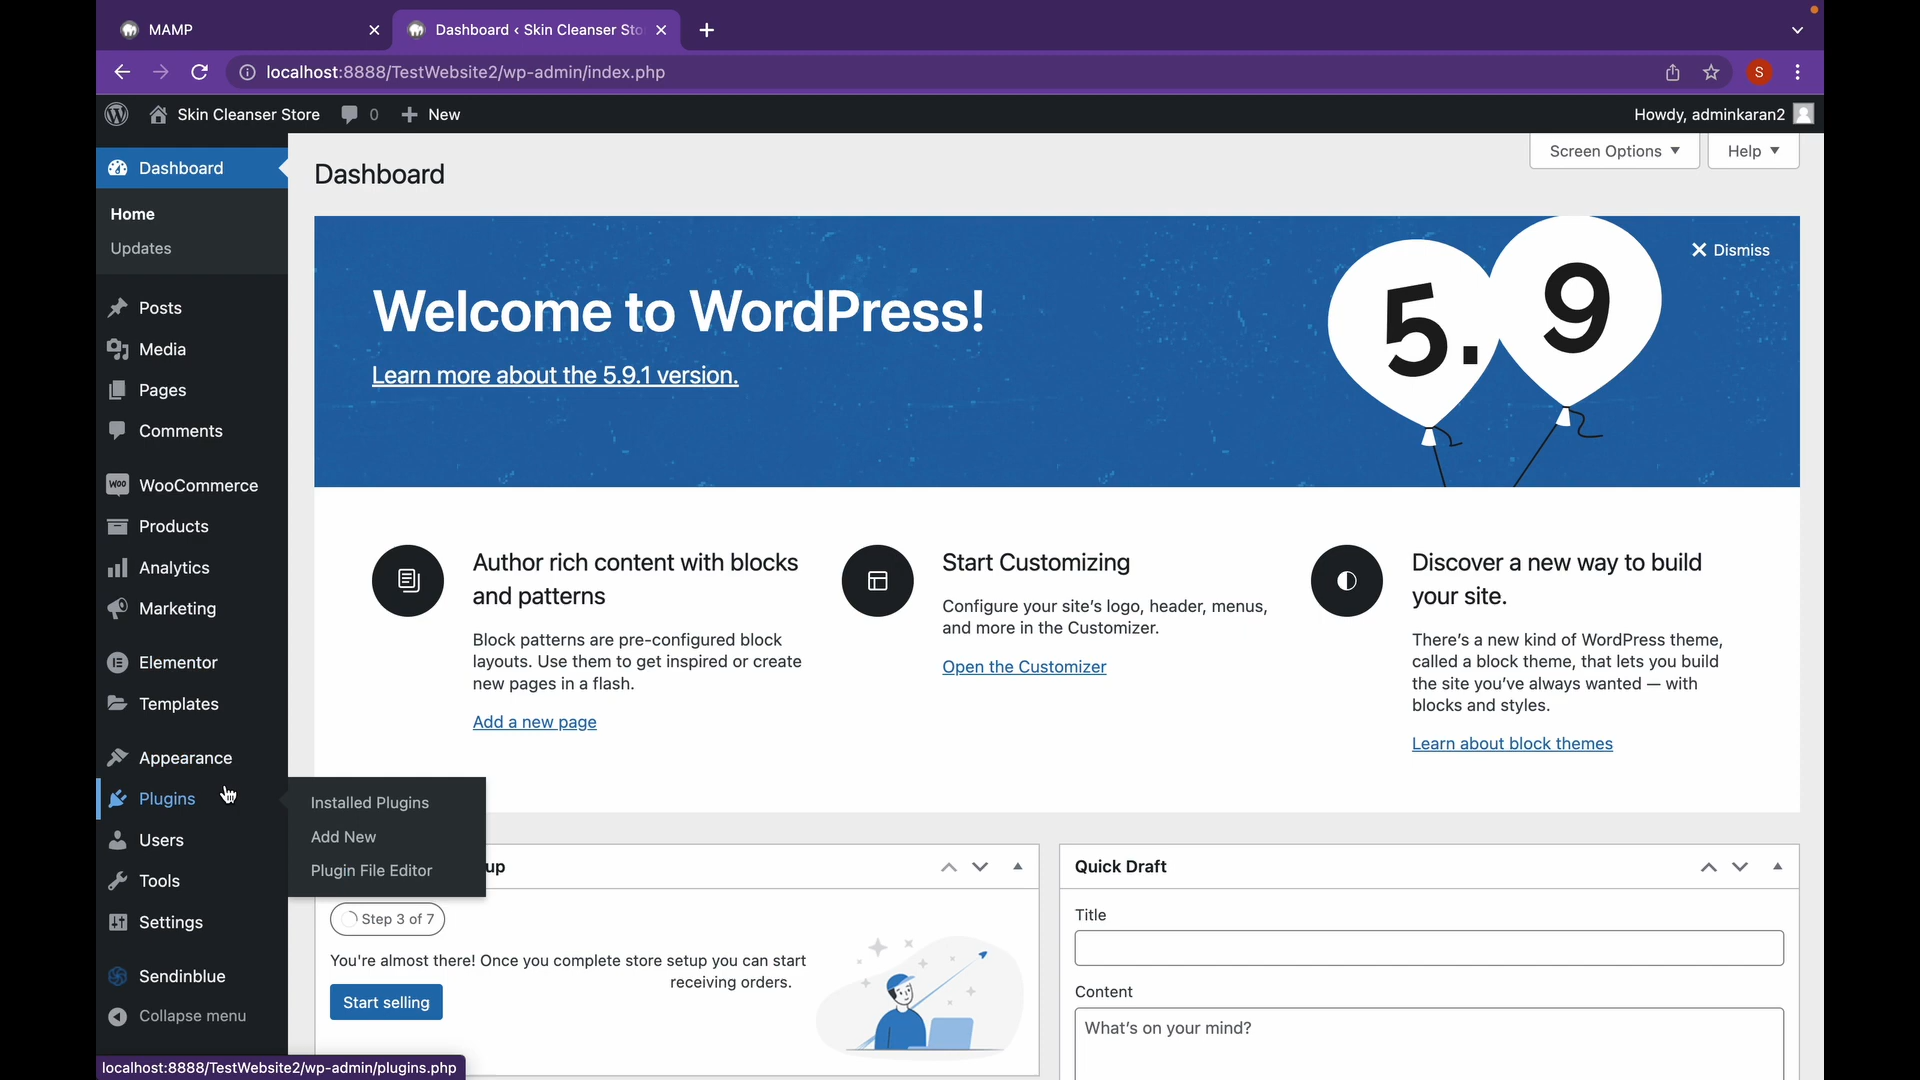 MAMP
Dashboard ‹ Skin Cleanser Sto
localhost:8888/TestWebsite2/wp-admin/index.php
S
Skin Cleanser Store
0
New
Howdy, adminkaran2
Dashboard
Home
Updates
Posts
Media
Pages
Comments
WOO
WooCommerce
Products
Analytics
Marketing
Elementor
Templates
Appearance
Plugins
Users
Tools
Settings
Sendinblue
Collapse menu
Installed Plugins
Add New
Plugin File Editor
Dashboard
Screen Options
Help
Welcome to WordPress!
Learn more about the 5.9.1 version.
5.9
Dismiss
Author rich content with blocks
and patterns
Block patterns are pre-configured block
layouts. Use them to get inspired or create
new pages in a flash.
Add a new page
Start Customizing
Configure your site's logo, header, menus,
and more in the Customizer.
Open the Customizer
Discover a new way to build
your site.
There's a new kind of WordPress theme,
called a block theme, that lets you build
the site you've always wanted — with
blocks and styles.
Learn about block themes
up
Step 3 of 7
You're almost there! Once you complete store setup you can start
receiving orders.
Start selling
Quick Draft
Title
Content
What's on your mind?
localhost:8888/TestWebsite2/wp-admin/plugins.php